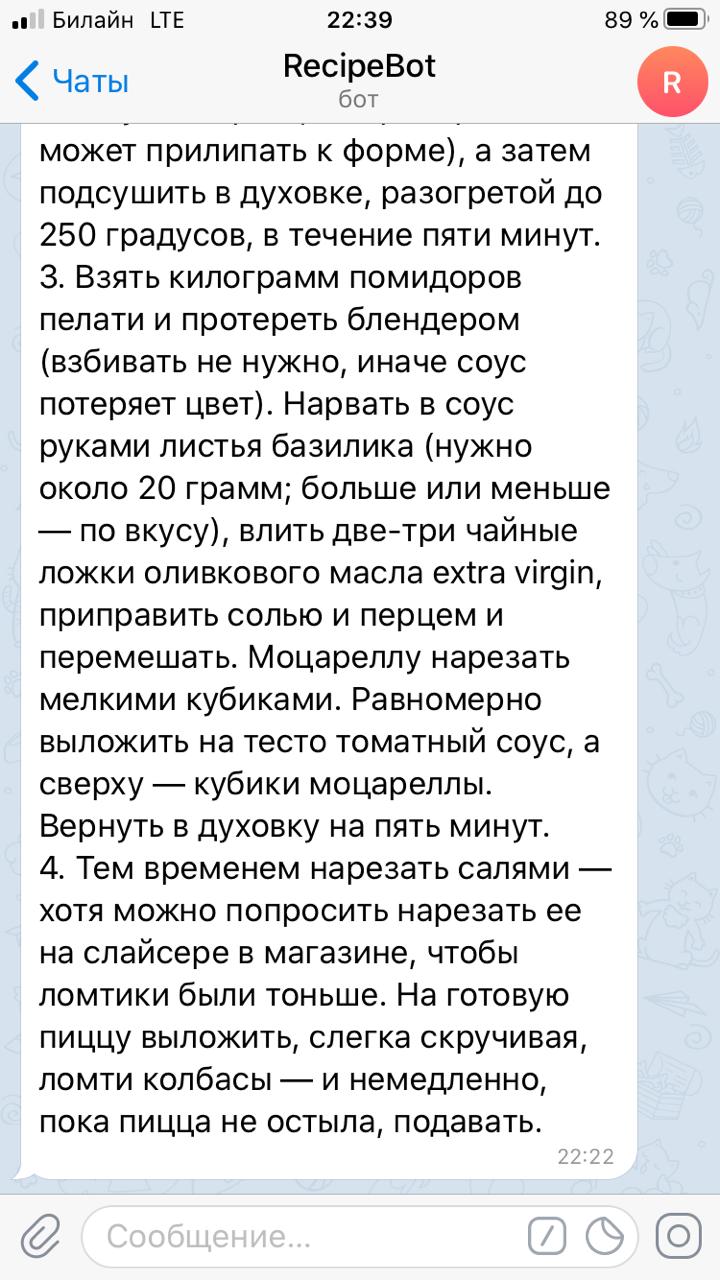 Билайн LTE 22:39 89 %
Чаты RecipeBot R
бот
может прилипать к форме), а затем
подсушить в духовке, разогретой до
250 градусов, в течение пяти минут.
3. Взять килограмм помидоров
пелати и протереть блендером
(взбивать не нужно, иначе соус
потеряет цвет). Нарвать в соус
руками листья базилика (нужно
около 20 грамм; больше или меньше
— по вкусу), влить две-три чайные
ложки оливкового масла extra virgin,
приправить солью и перцем и
перемешать. Моцареллу нарезать
мелкими кубиками. Равномерно
выложить на тесто томатный соус, а
сверху — кубики моцареллы.
Вернуть в духовку на пять минут.
4. Тем временем нарезать салями —
хотя можно попросить нарезать ее
на слайсере в магазине, чтобы
ломтики были тоньше. На готовую
пиццу выложить, слегка скручивая,
ломти колбасы — и немедленно,
пока пицца не остыла, подавать.
22:22
Сообщение...